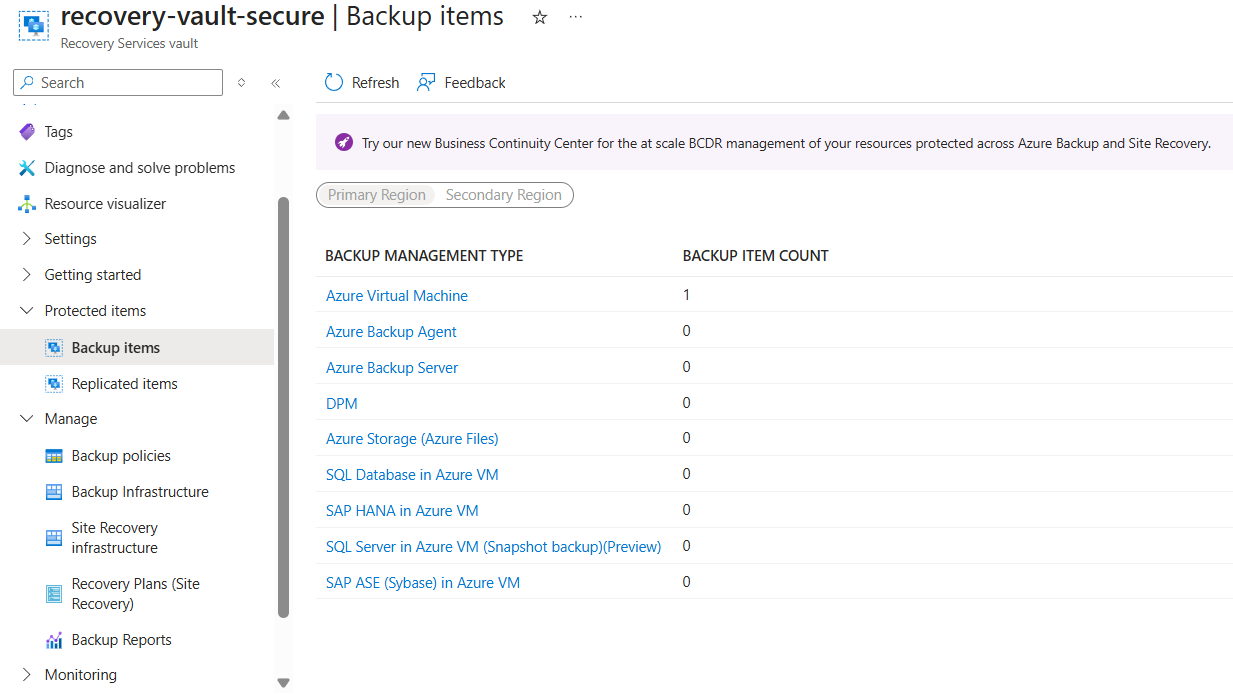 recovery-vault-secure | Backup items
Recovery Services vault
Search
Tags
Diagnose and solve problems
Resource visualizer
Settings
Getting started
Protected items
Backup items
Replicated items
Manage
Backup policies
Backup Infrastructure
Site Recovery
infrastructure
Recovery Plans (Site
Recovery)
Backup Reports
Monitoring
Refresh Feedback
Try our new Business Continuity Center for the at scale BCDR management of your resources protected across Azure Backup and Site Recovery.
Primary Region Secondary Region
BACKUP MANAGEMENT TYPE BACKUP ITEM COUNT
Azure Virtual Machine 1
Azure Backup Agent 0
Azure Backup Server 0
DPM 0
Azure Storage (Azure Files) 0
SQL Database in Azure VM 0
SAP HANA in Azure VM 0
SQL Server in Azure VM (Snapshot backup)(Preview) 0
SAP ASE (Sybase) in Azure VM 0